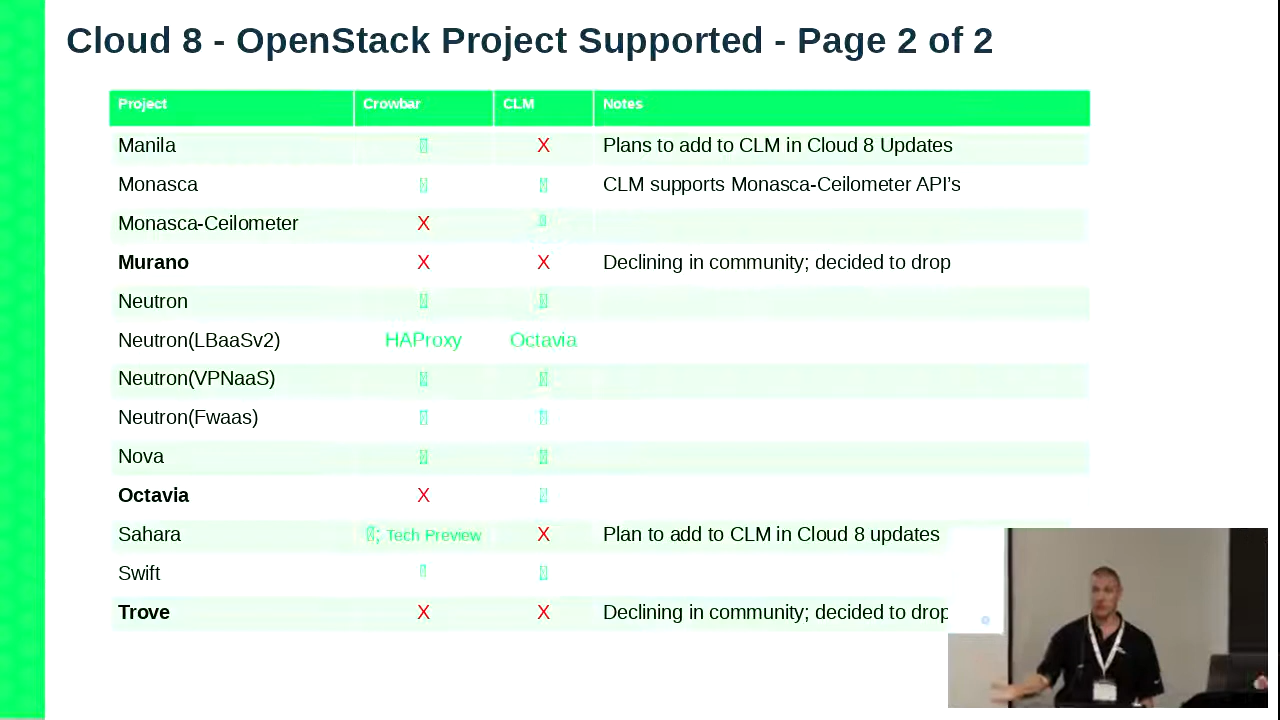 Cloud 8 - OpenStack Project Supported - Page 2 of 2
Project Crowbar CLM Notes
Manila X Plans to add to CLM in Cloud 8 Updates
Monasca CLM supports Monasca-Ceilometer API’s
Monasca-Ceilometer X
Murano X X Declining in community; decided to drop
Neutron
Neutron(LBaaSv2) HAProxy Octavia
Neutron(VPNaaS)
Neutron(Fwaas)
Nova
Octavia X
Sahara ; Tech Preview X Plan to add to CLM in Cloud 8 updates
Swift
Trove X X Declining in community; decided to drop